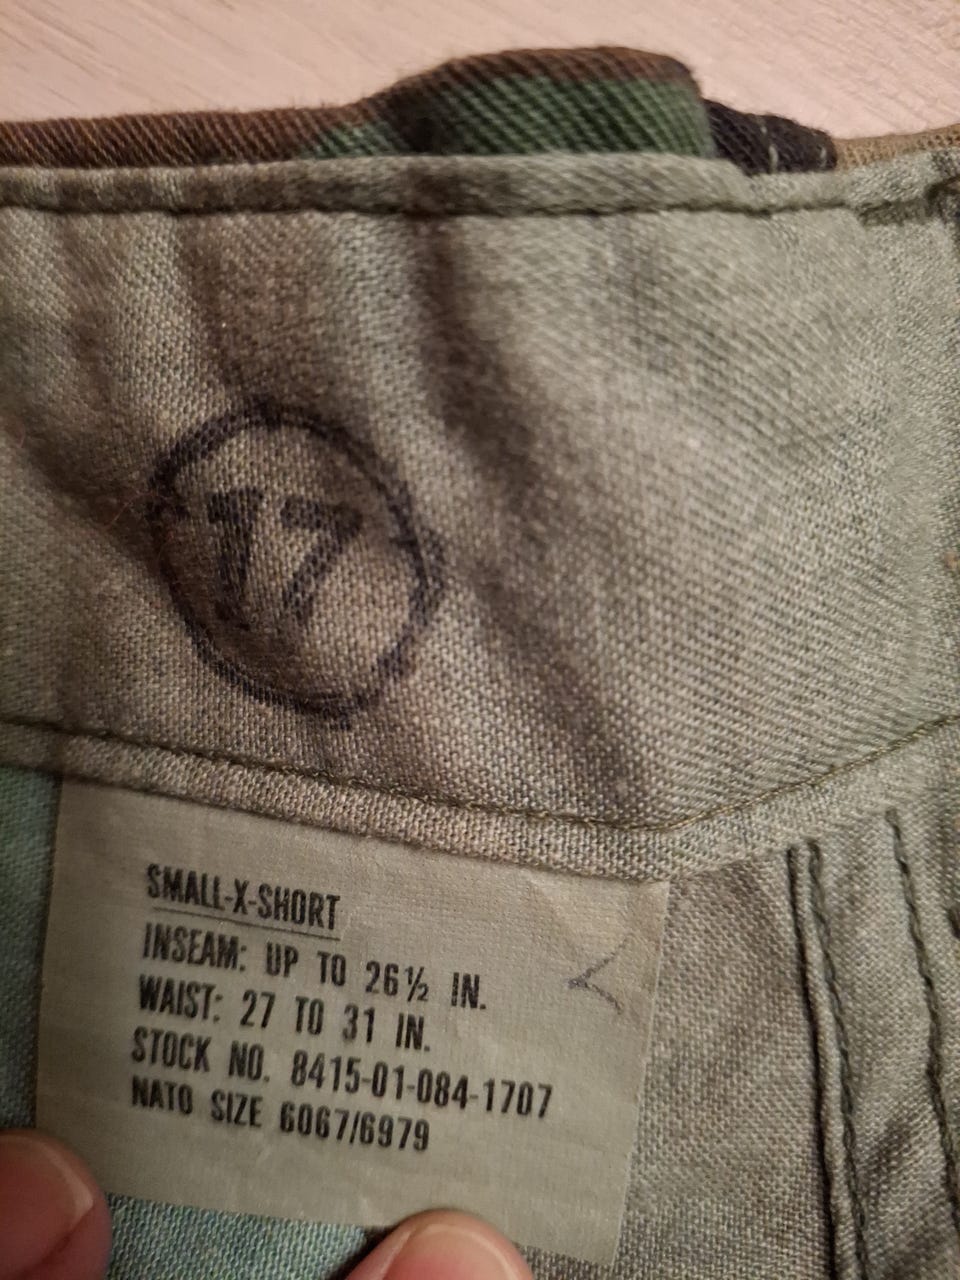 17
SMALL-X-SHORT
INSEAM: UP TO 26½ IN.
WAIST: 27 TO 31 IN.
STOCK NO. 8415-01-084-1707
NATO SIZE 6067/6979